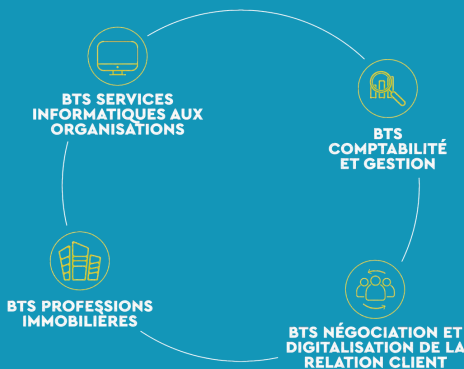 BTS SERVICES
INFORMATIQUES AUX
ORGANISATIONS
BTS
COMPTABILITÉ
ET GESTION
BTS PROFESSIONS
IMMOBILIÈRES
BTS NÉGOCIATION ET
DIGITALISATION DE LA
RELATION CLIENT